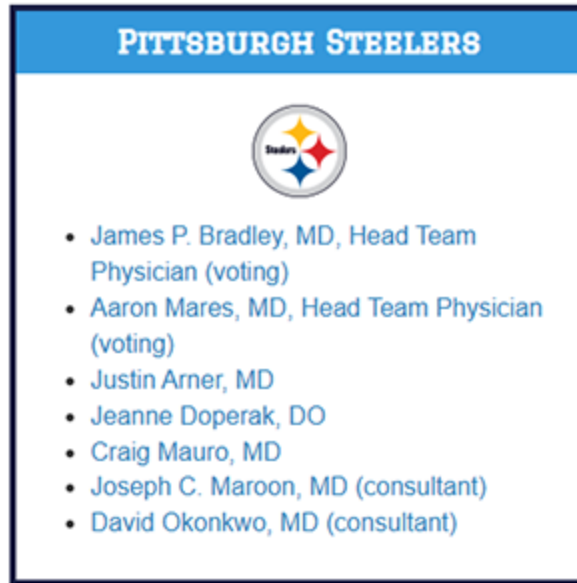 PITTSBURGH STEELERS
Steelers
James P. Bradley, MD, Head Team
Physician (voting)
Aaron Mares, MD, Head Team Physician
(voting)
Justin Arner, MD
Jeanne Doperak, DO
Craig Mauro, MD
Joseph C. Maroon, MD (consultant)
David Okonkwo, MD (consultant)